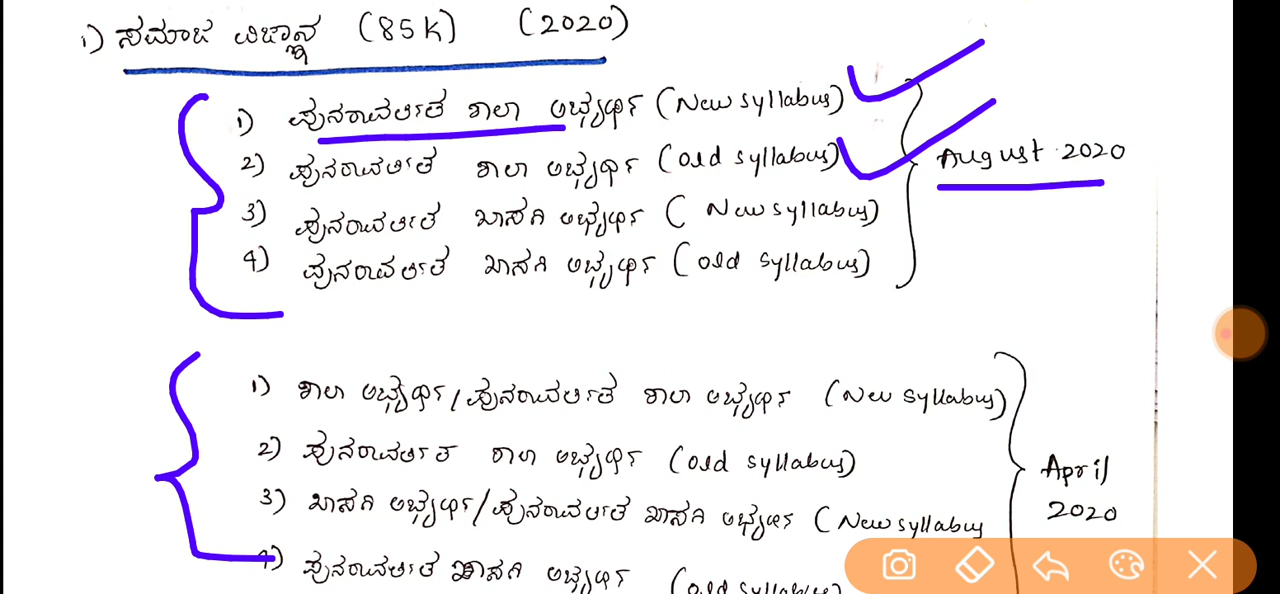 1) ಸಮಾಜ ವಿಜ್ಞಾನ (85K) (2020)
1) ಪುನರಾವರ್ತಿತ ಶಾಲಾ ಅಭ್ಯರ್ಥಿ (New syllabus)
2) ಪುನರಾವರ್ತಿತ ಶಾಲಾ ಅಭ್ಯರ್ಥಿ (old syllabus)
August 2020
3) ಪುನರಾವರ್ತಿತ ಖಾಸಗಿ ಅಭ್ಯರ್ಥಿ (New syllabus)
4) ಪುನರಾವರ್ತಿತ ಖಾಸಗಿ ಅಭ್ಯರ್ಥಿ (old syllabus)
1) ಶಾಲಾ ಅಭ್ಯರ್ಥಿ/ಪುನರಾವರ್ತಿತ ಶಾಲಾ ಅಭ್ಯರ್ಥಿ (New syllabus)
2) ಪುನರಾವರ್ತಿತ ಶಾಲಾ ಅಭ್ಯರ್ಥಿ (old syllabus)
3) ಖಾಸಗಿ ಅಭ್ಯರ್ಥಿ/ಪುನರಾವರ್ತಿತ ಖಾಸಗಿ ಅಭ್ಯರ್ಥಿ (New syllabus
April
2020
4) ಪುನರಾವರ್ತಿತ ಖಾಸಗಿ ಅಭ್ಯರ್ಥಿ (old syllabus)